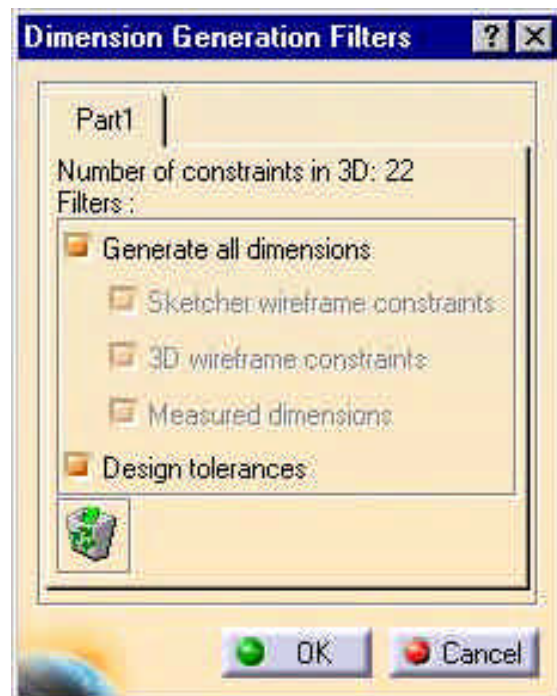 Dimension Generation Filters ? X
Part1
Number of constraints in 3D: 22
Filters :
Generate all dimensions
Sketcher wireframe constraints
3D wireframe constraints
Measured dimensions
Design tolerances
OK Cancel